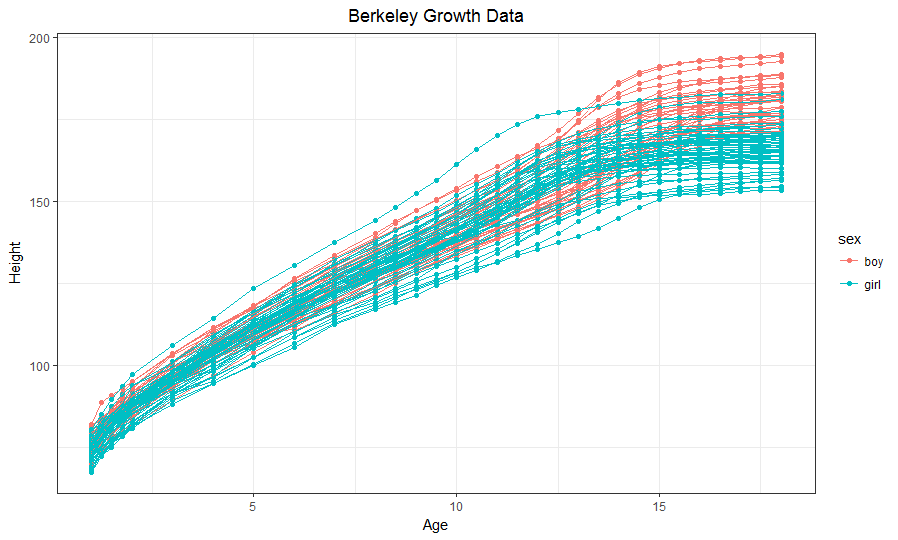 Berkeley Growth Data
200
150
100
Height
5
10
15
Age
sex
boy
girl